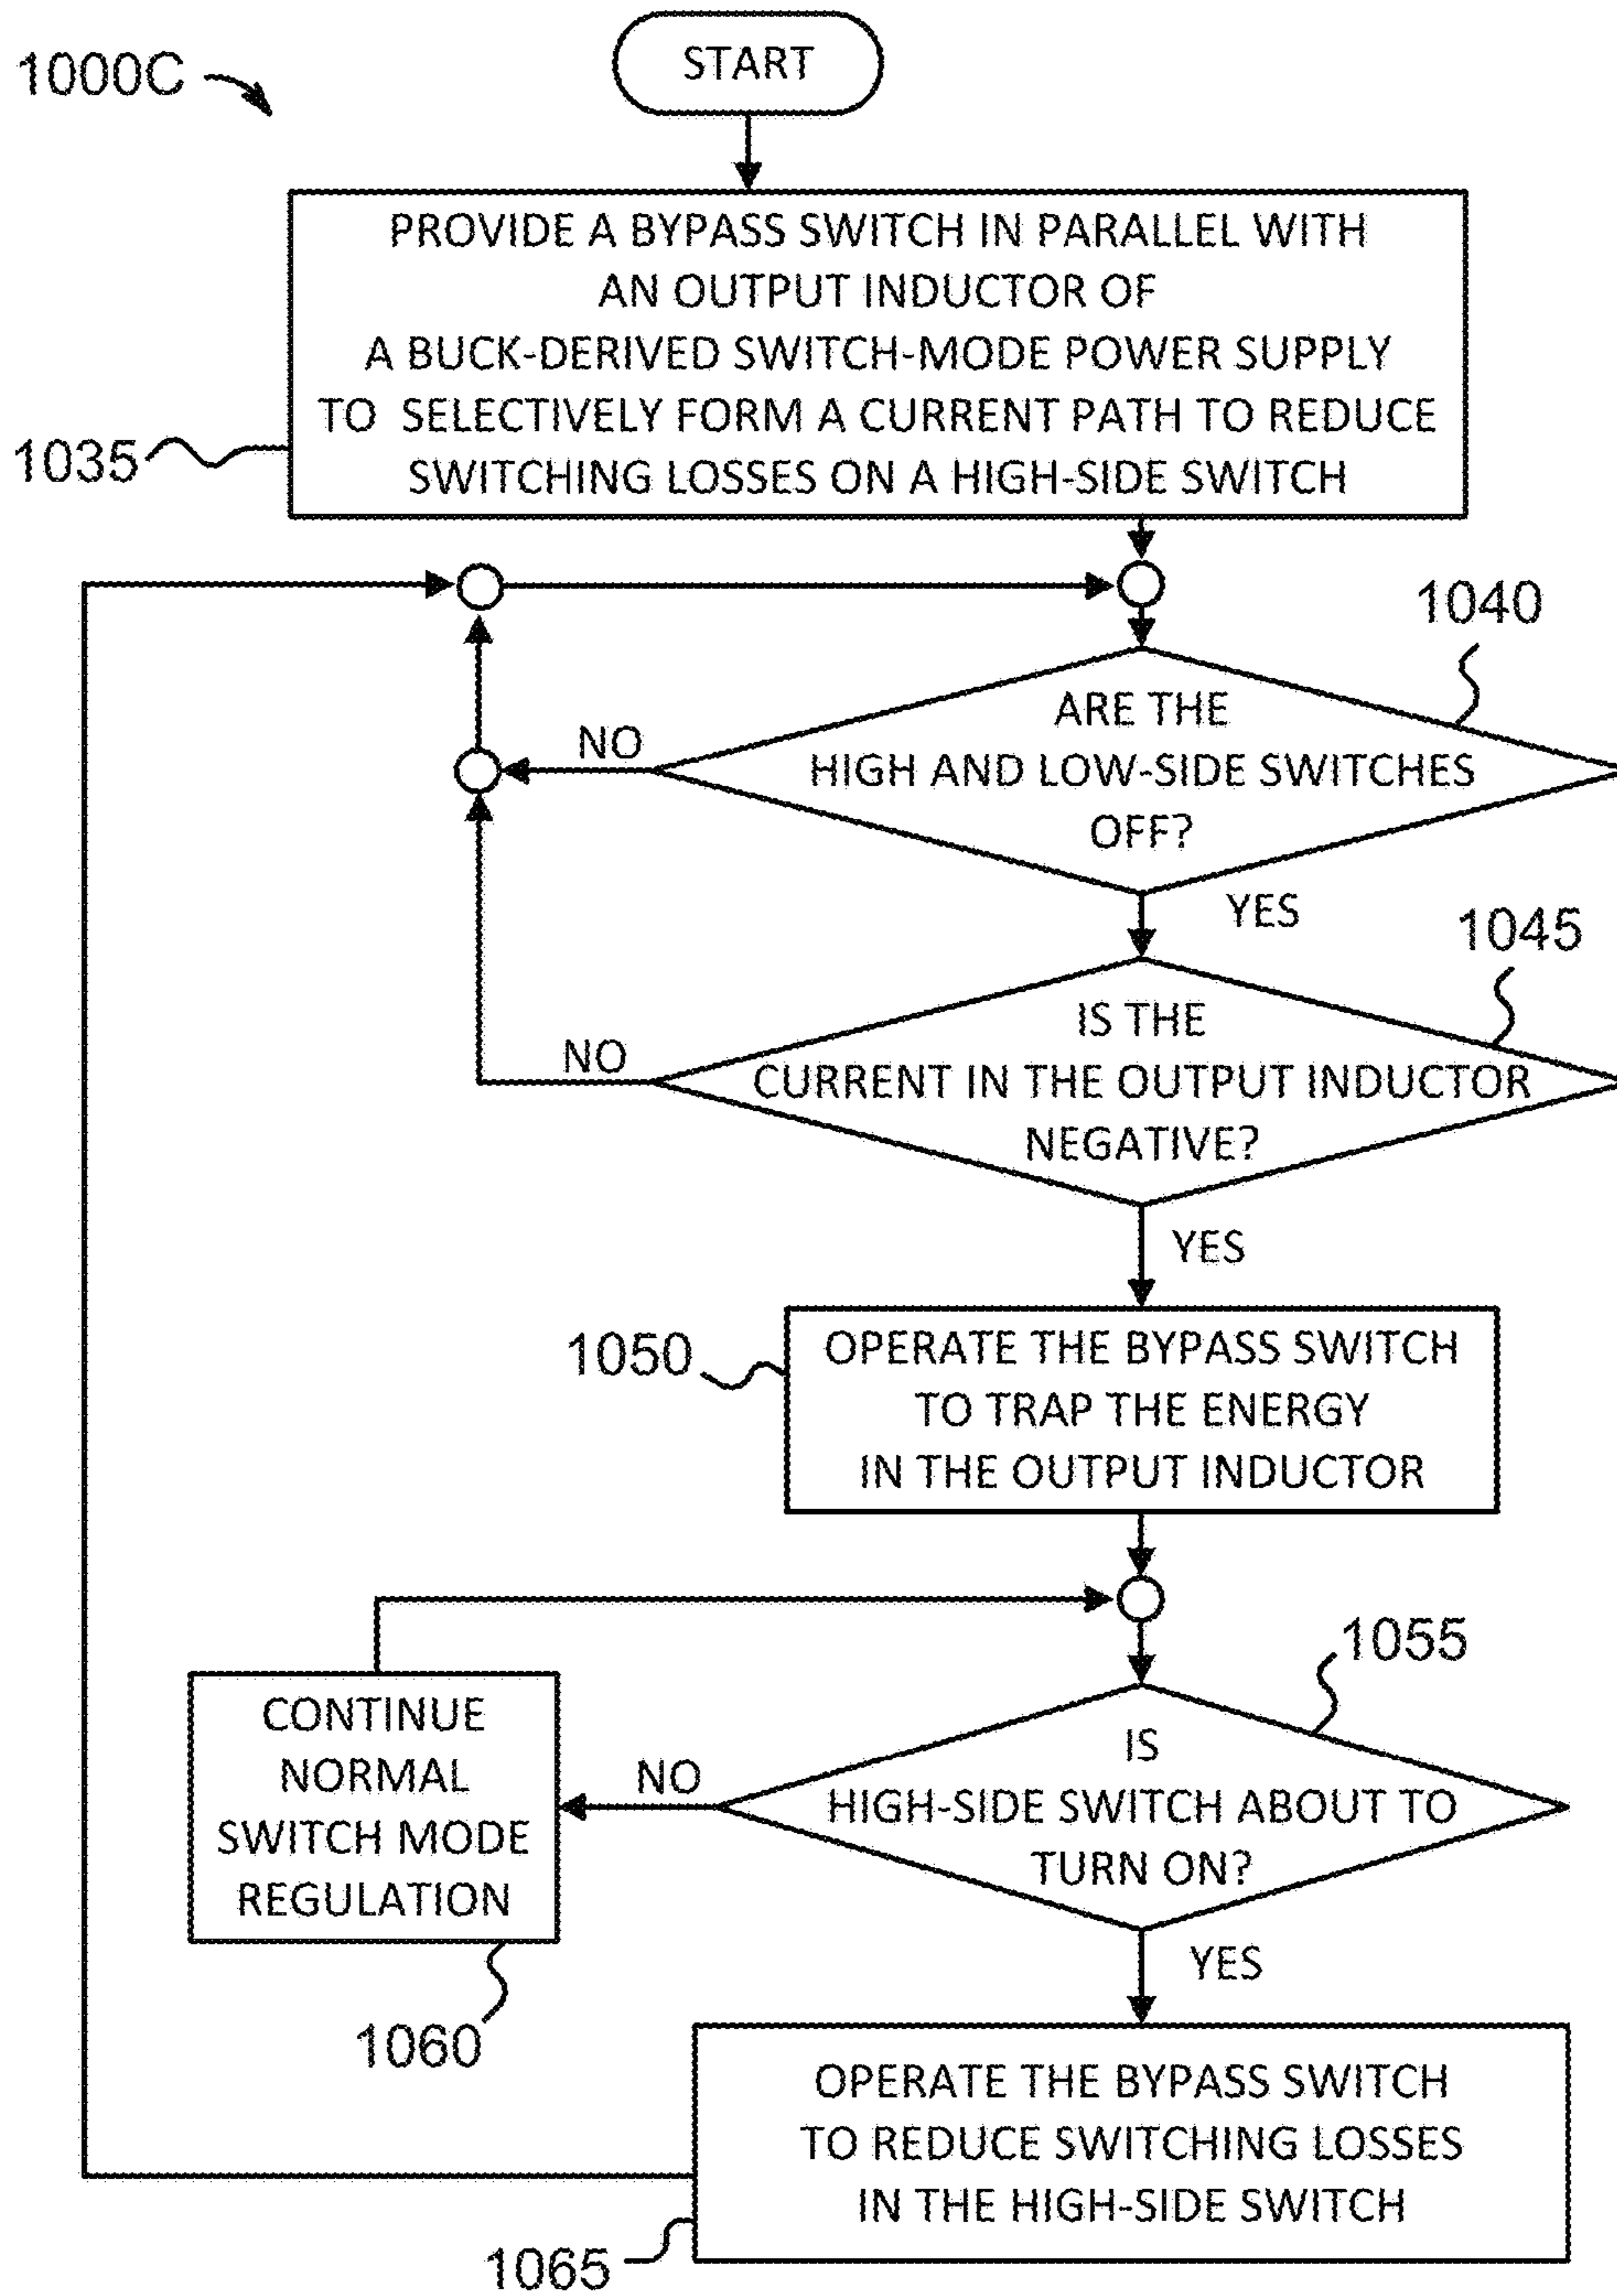 1000C
START
PROVIDE A BYPASS SWITCH IN PARALLEL WITH
AN OUTPUT INDUCTOR OF
A BUCK-DERIVED SWITCH-MODE POWER SUPPLY
TO SELECTIVELY FORM A CURRENT PATH TO REDUCE
SWITCHING LOSSES ON A HIGH-SIDE SWITCH
1035
1040
ARE THE
HIGH AND LOW-SIDE SWITCHES
OFF?
NO
YES
1045
IS THE
CURRENT IN THE OUTPUT INDUCTOR
NEGATIVE?
NO
YES
1050
OPERATE THE BYPASS SWITCH
TO TRAP THE ENERGY
IN THE OUTPUT INDUCTOR
1055
IS
HIGH-SIDE SWITCH ABOUT TO
TURN ON?
NO
CONTINUE
NORMAL
SWITCH MODE
REGULATION
1060
YES
OPERATE THE BYPASS SWITCH
TO REDUCE SWITCHING LOSSES
IN THE HIGH-SIDE SWITCH
1065